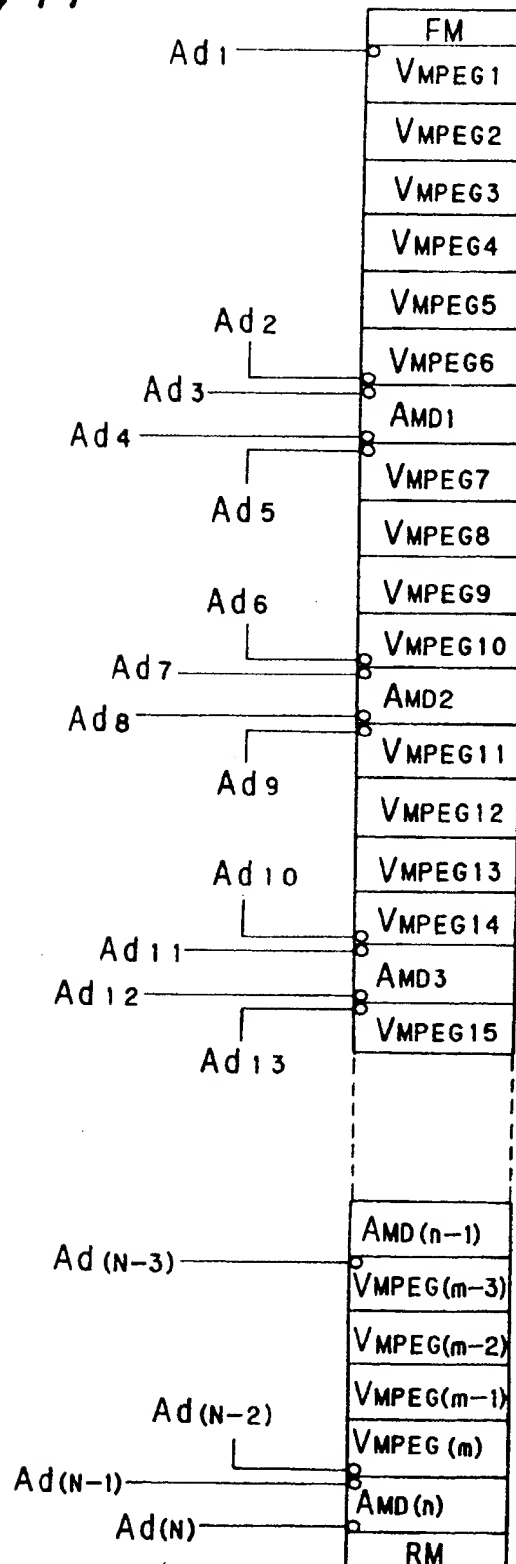 FM
Ad1
VMPEG1
VMPEG2
VMPEG3
VMPEG4
VMPEG5
Ad2
VMPEG6
Ad3
AMD1
Ad4
VMPEG7
Ad5
VMPEG8
VMPEG9
Ad6
VMPEG10
Ad7
AMD2
Ad8
VMPEG11
Ad9
VMPEG12
VMPEG13
Ad10
VMPEG14
Ad11
AMD3
Ad12
VMPEG15
Ad13
AMD(n-1)
Ad(N-3)
VMPEG(m-3)
VMPEG(m-2)
VMPEG(m-1)
Ad(N-2)
VMPEG(m)
Ad(N-1)
AMD(n)
Ad(N)
RM